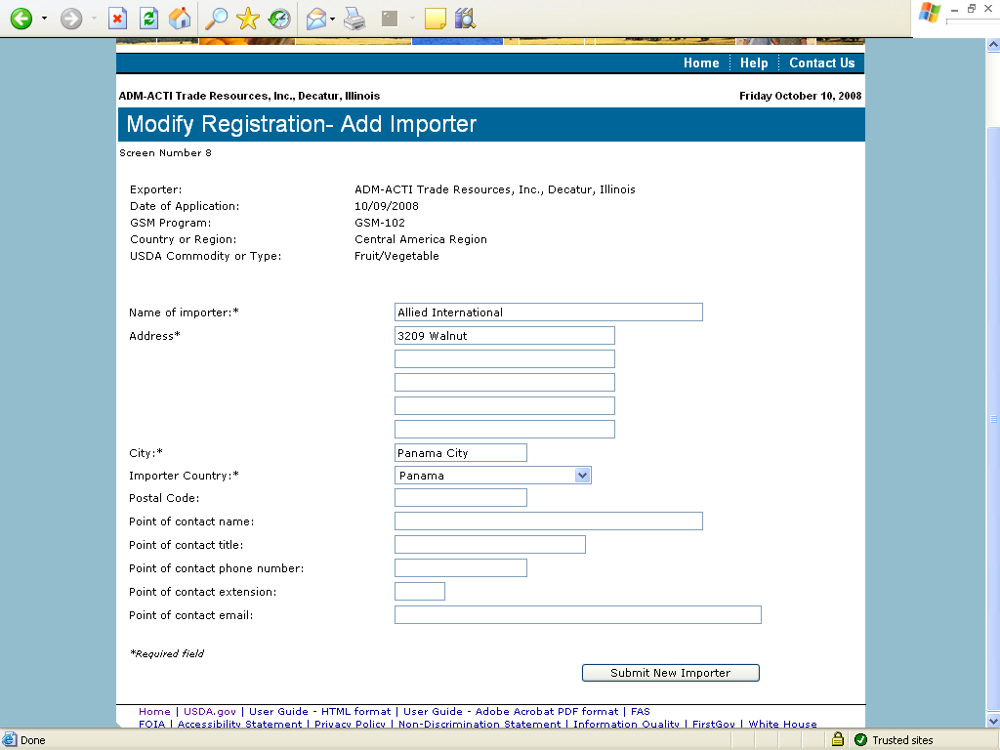 Home Help Contact Us
ADM-ACTI Trade Resources, Inc., Decatur, Illinois Friday October 10, 2008
Modify Registration- Add Importer
Screen Number 8
Exporter: ADM-ACTI Trade Resources, Inc., Decatur, Illinois
Date of Application: 10/09/2008
GSM Program: GSM-102
Country or Region: Central America Region
USDA Commodity or Type: Fruit/Vegetable
Name of importer:* Allied International
Address* 3209 Walnut
City:* Panama City
Importer Country:* Panama
Postal Code:
Point of contact name:
Point of contact title:
Point of contact phone number:
Point of contact extension:
Point of contact email:
*Required field
Submit New Importer
Home | USDA.gov | User Guide - HTML format | User Guide - Adobe Acrobat PDF format | FAS
FOIA | Accessibility Statement | Privacy Policy | Non-Discrimination Statement | Information Quality | FirstGov | White House
Done Trusted sites